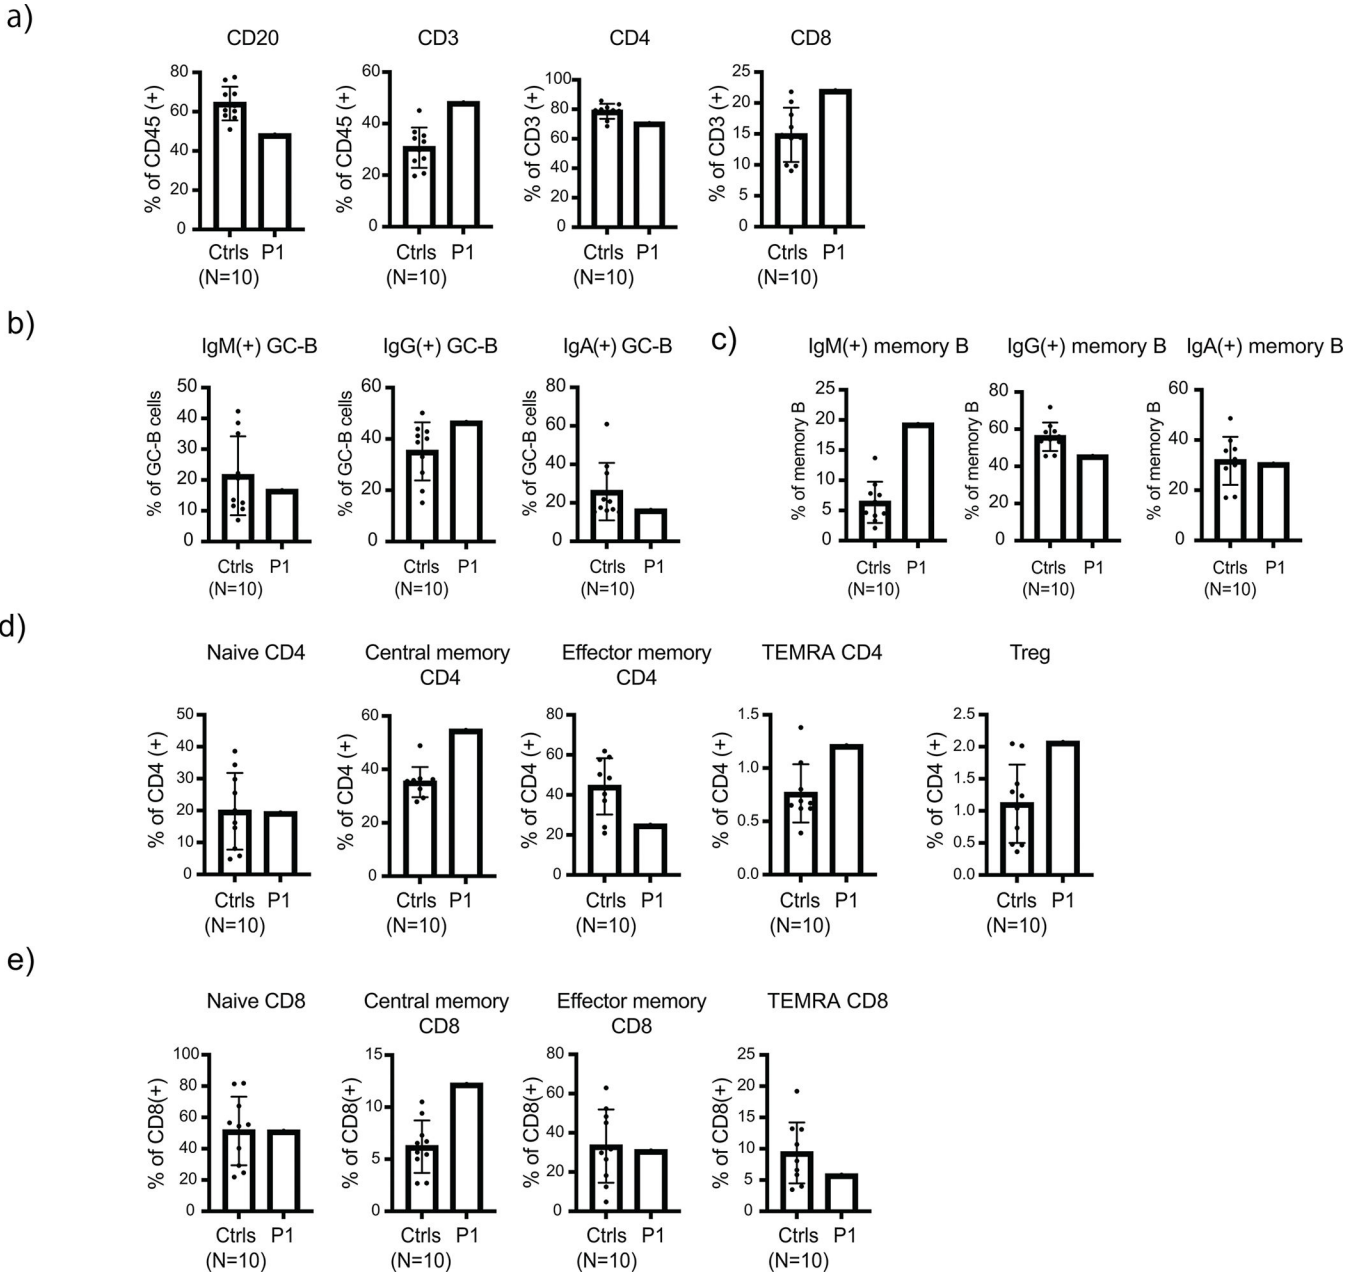 a)
CD20 CD3 CD4 CD8
% of CD45 (+)
80
60
40
20
0
Ctrls P1
(N=10)
% of CD45 (+)
60
40
20
0
Ctrls P1
(N=10)
% of CD3 (+)
100
80
60
40
20
0
Ctrls P1
(N=10)
% of CD3 (+)
25
20
15
10
5
0
Ctrls P1
(N=10)
b)
IgM(+) GC-B IgG(+) GC-B IgA(+) GC-B
% of GC-B cells
50
40
30
20
10
0
Ctrls P1
(N=10)
% of GC-B cells
60
40
20
0
Ctrls P1
(N=10)
% of GC-B cells
80
60
40
20
0
Ctrls P1
(N=10)
c)
IgM(+) memory B IgG(+) memory B IgA(+) memory B
% of memory B
25
20
15
10
5
0
Ctrls P1
(N=10)
% of memory B
80
60
40
20
0
Ctrls P1
(N=10)
% of memory B
60
40
20
0
Ctrls P1
(N=10)
d)
Naive CD4
% of CD4 (+)
50
40
30
20
10
0
Ctrls P1
(N=10)
Central memory
CD4
% of CD4 (+)
60
40
20
0
Ctrls P1
(N=10)
Effector memory
CD4
% of CD4 (+)
80
60
40
20
0
Ctrls P1
(N=10)
TEMRA CD4
% of CD4 (+)
1.5
1.0
0.5
0.0
Ctrls P1
(N=10)
Treg
% of CD4 (+)
2.5
2.0
1.5
1.0
0.5
0.0
Ctrls P1
(N=10)
e)
Naive CD8
% of CD8(+)
100
80
60
40
20
0
Ctrls P1
(N=10)
Central memory
CD8
% of CD8(+)
15
10
5
0
Ctrls P1
(N=10)
Effector memory
CD8
% of CD8(+)
80
60
40
20
0
Ctrls P1
(N=10)
TEMRA CD8
% of CD8(+)
25
20
15
10
5
0
Ctrls P1
(N=10)